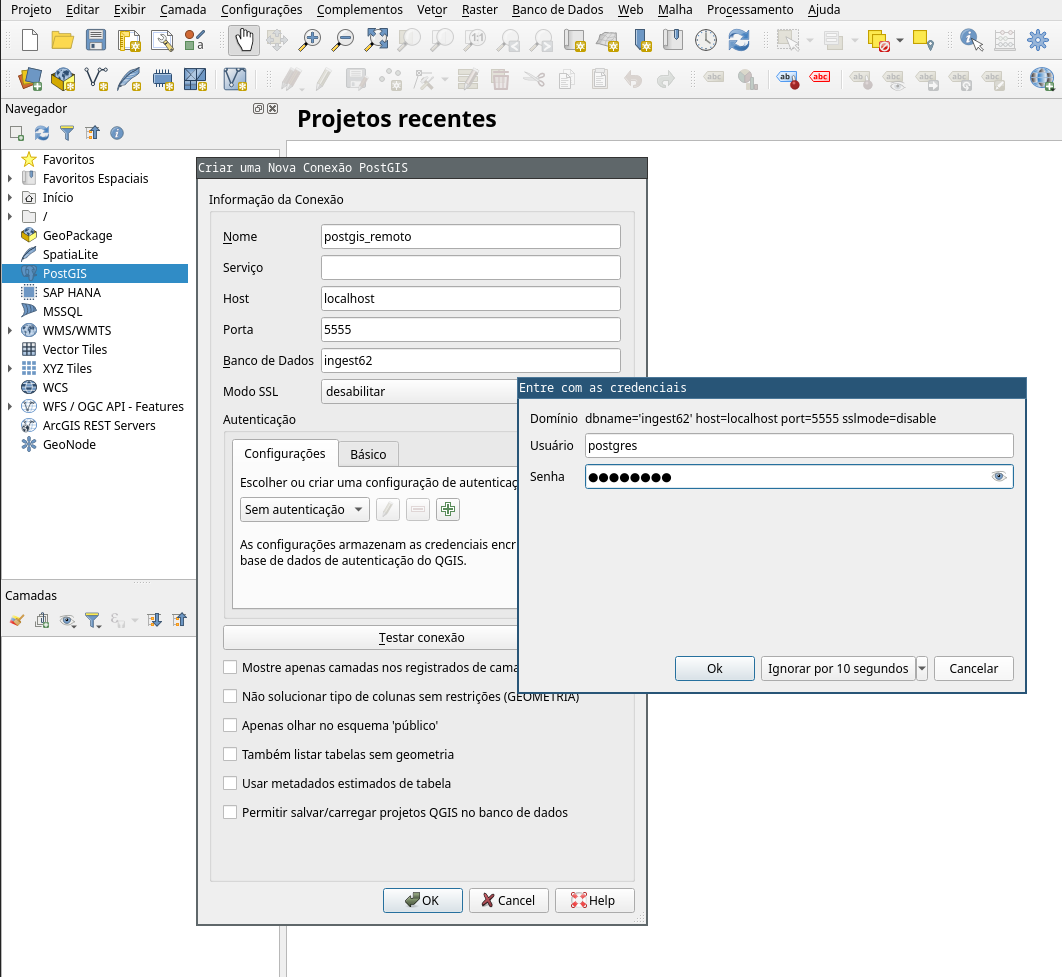 Projeto Editar Exibir Camada Configurações Complementos Vetor Raster Banco de Dados Web Malha Processamento Ajuda
Navegador
Projetos recentes
Favoritos
Favoritos Espaciais
Início
/
GeoPackage
SpatiaLite
PostGIS
SAP HANA
MSSQL
WMS/WMTS
Vector Tiles
XYZ Tiles
WCS
WFS / OGC API - Features
ArcGIS REST Servers
GeoNode
Camadas
Criar uma Nova Conexão PostGIS
Informação da Conexão
Nome postgis_remoto
Serviço
Host localhost
Porta 5555
Banco de Dados ingest62
Modo SSL desabilitar
Autenticação
Configurações Básico
Escolher ou criar uma configuração de autenticaç
Sem autenticação
As configurações armazenam as credenciais encr
base de dados de autenticação do QGIS.
Testar conexão
Mostre apenas camadas nos registrados de cama
Não solucionar tipo de colunas sem restrições (GEOMETRIA)
Apenas olhar no esquema 'público'
Também listar tabelas sem geometria
Usar metadados estimados de tabela
Permitir salvar/carregar projetos QGIS no banco de dados
OK Cancel Help
Entre com as credenciais
Domínio dbname='ingest62' host=localhost port=5555 sslmode=disable
Usuário postgres
Senha ●●●●●●●●
Ok Ignorar por 10 segundos Cancelar